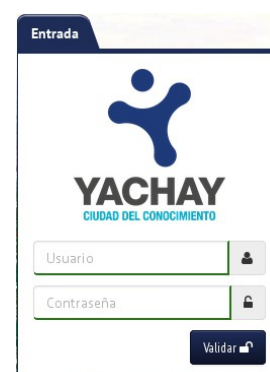 Entrada
YACHAY
CIUDAD DEL CONOCIMIENTO
Usuario
Contraseña
Validar